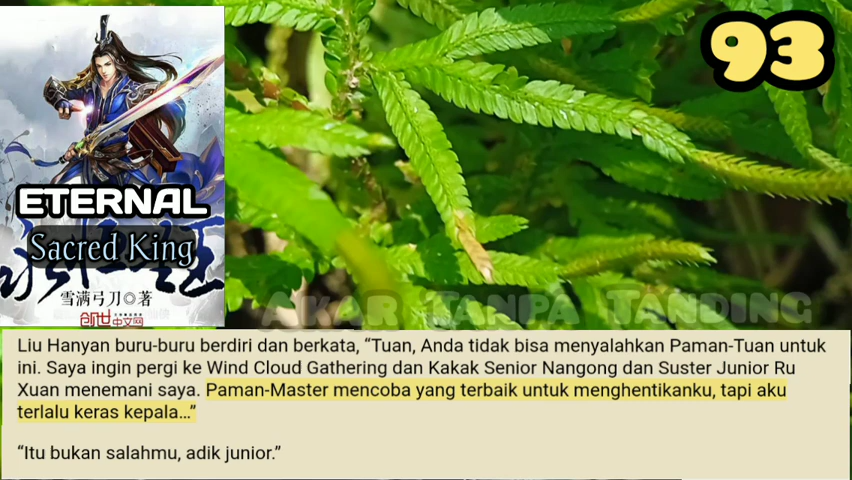 93
ETERNAL
Sacred King
雪满弓刀◎著
创世中文网
AKAR TANPA TANDING
Liu Hanyan buru-buru berdiri dan berkata, “Tuan, Anda tidak bisa menyalahkan Paman-Tuan untuk
ini. Saya ingin pergi ke Wind Cloud Gathering dan Kakak Senior Nangong dan Suster Junior Ru
Xuan menemani saya. Paman-Master mencoba yang terbaik untuk menghentikanku, tapi aku
terlalu keras kepala…”
“Itu bukan salahmu, adik junior.”